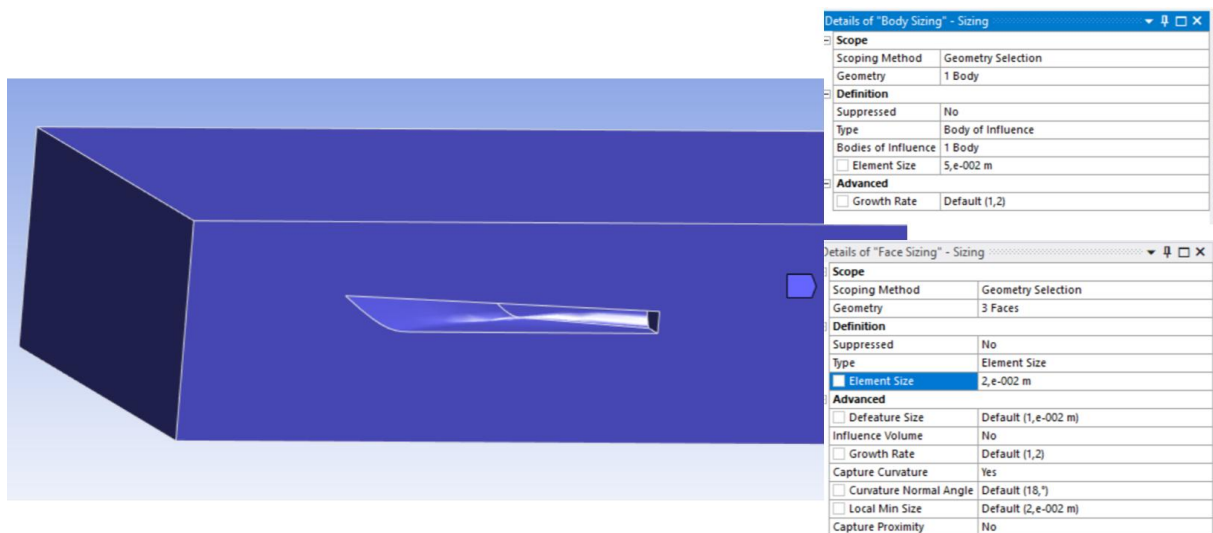 Details of "Body Sizing" - Sizing
Scope
Scoping Method Geometry Selection
Geometry 1 Body
Definition
Suppressed No
Type Body of Influence
Bodies of Influence 1 Body
Element Size 5,e-002 m
Advanced
Growth Rate Default (1,2)
Details of "Face Sizing" - Sizing
Scope
Scoping Method Geometry Selection
Geometry 3 Faces
Definition
Suppressed No
Type Element Size
Element Size 2,e-002 m
Advanced
Defeature Size Default (1,e-002 m)
Influence Volume No
Growth Rate Default (1,2)
Capture Curvature Yes
Curvature Normal Angle Default (18,°)
Local Min Size Default (2,e-002 m)
Capture Proximity No